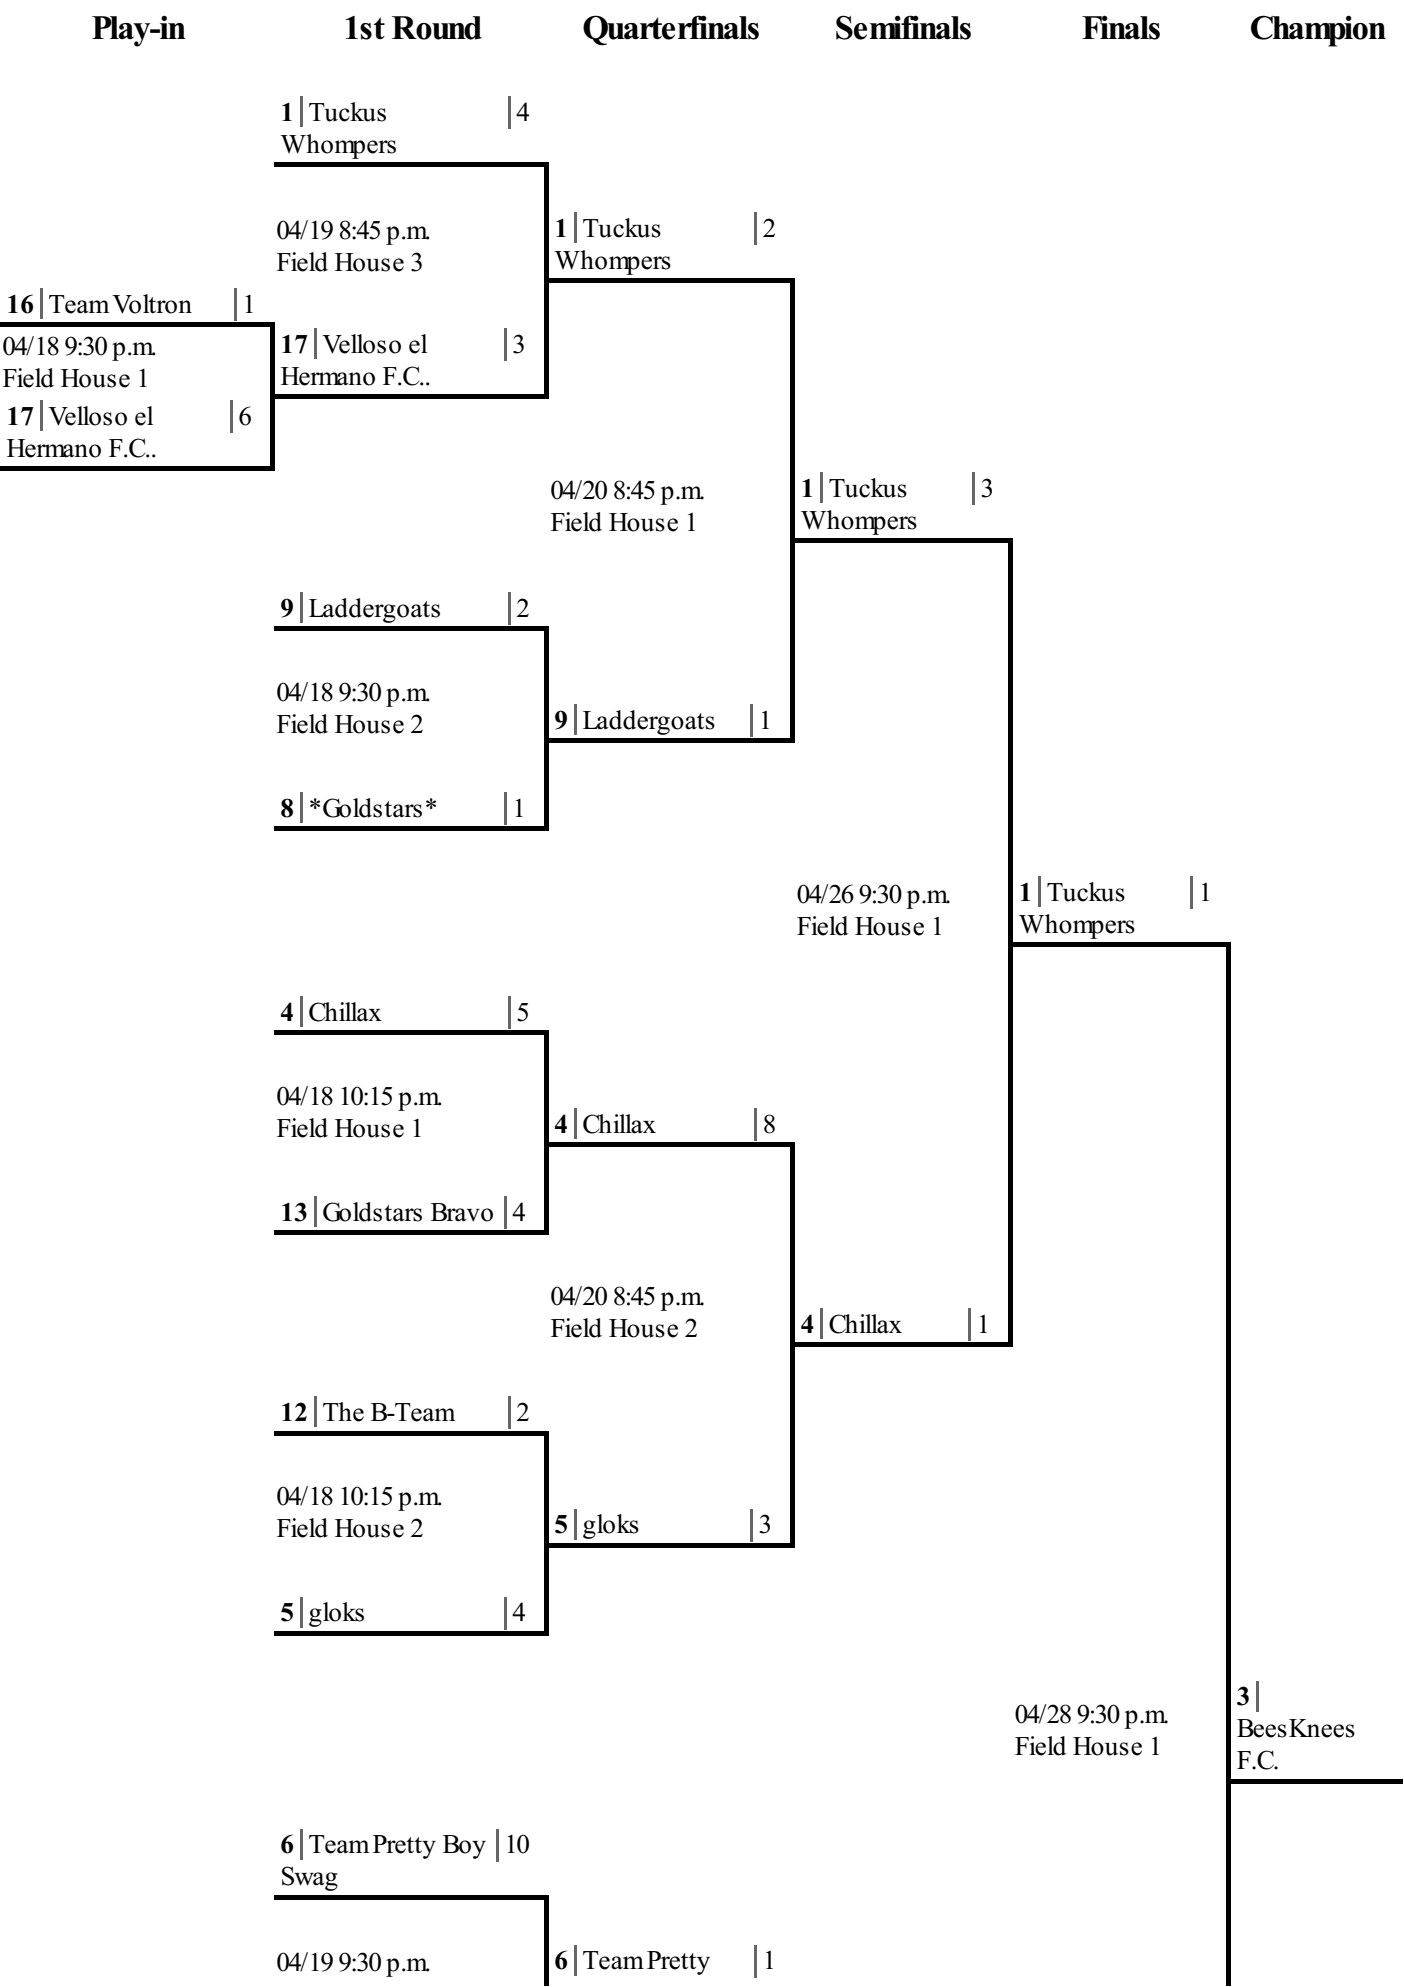 Play-in 1st Round Quarterfinals Semifinals Finals Champion
1 Tuckus 4
Whompers
04/19 8:45 p.m.
Field House 3
1 Tuckus 2
Whompers
16 Team Voltron 1
04/18 9:30 p.m.
Field House 1
17 Velloso el 6
Hermano F.C..
17 Velloso el 3
Hermano F.C..
04/20 8:45 p.m.
Field House 1
1 Tuckus 3
Whompers
9 Laddergoats 2
04/18 9:30 p.m.
Field House 2
9 Laddergoats 1
8 *Goldstars* 1
04/26 9:30 p.m.
Field House 1
1 Tuckus 1
Whompers
4 Chillax 5
04/18 10:15 p.m.
Field House 1
4 Chillax 8
13 Goldstars Bravo 4
04/20 8:45 p.m.
Field House 2
4 Chillax 1
12 The B-Team 2
04/18 10:15 p.m.
Field House 2
5 gloks 3
5 gloks 4
04/28 9:30 p.m.
Field House 1
3
BeesKnees
F.C.
6 Team Pretty Boy 10
Swag
04/19 9:30 p.m.
6 Team Pretty 1